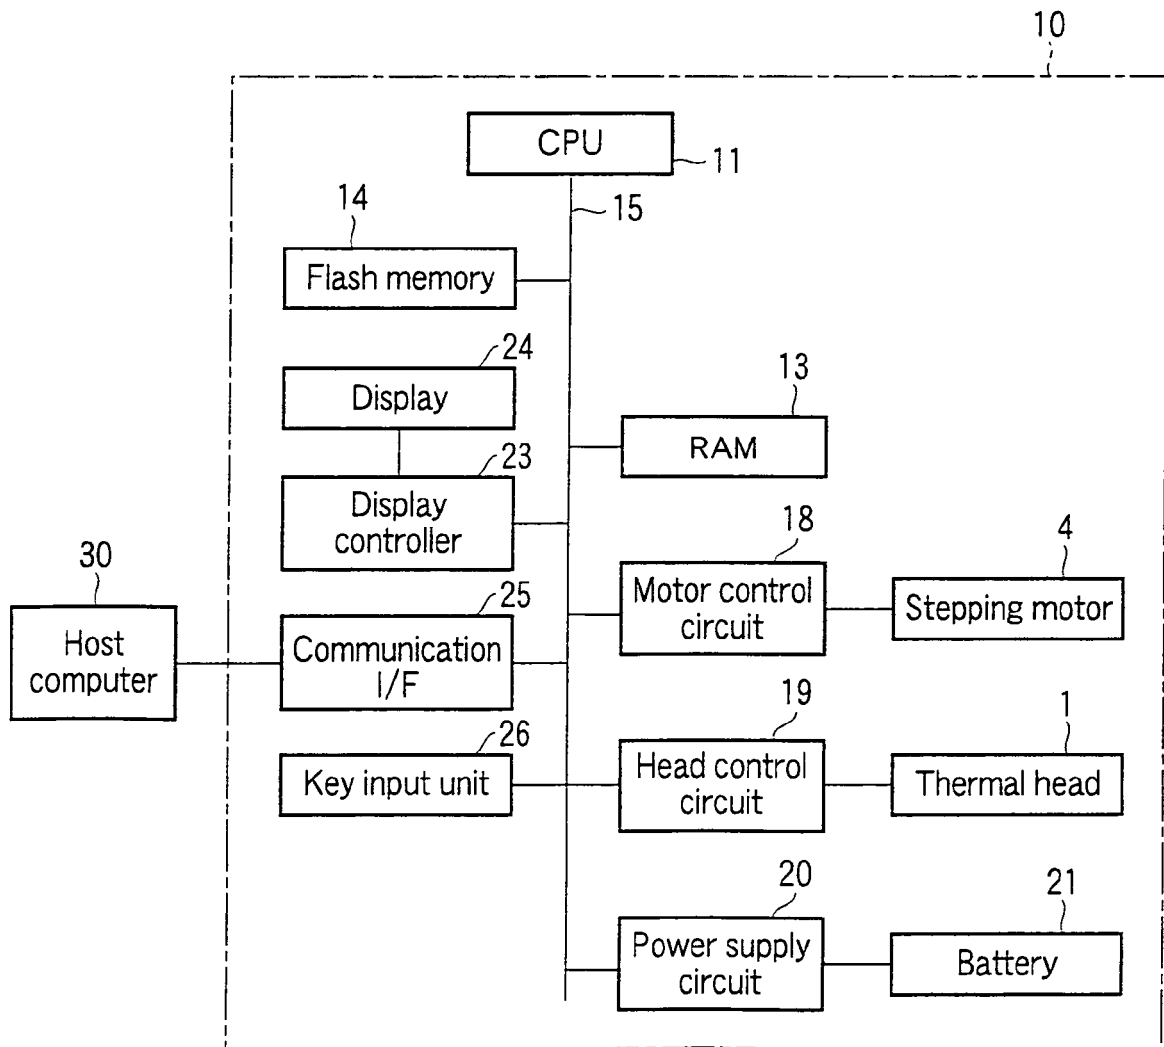 10
CPU
11
15
14
Flash memory
24
Display
13
RAM
23
Display
controller
18
Motor control
circuit
4
Stepping motor
30
Host
computer
25
Communication
I/F
19
Head control
circuit
1
Thermal head
26
Key input unit
20
Power supply
circuit
21
Battery